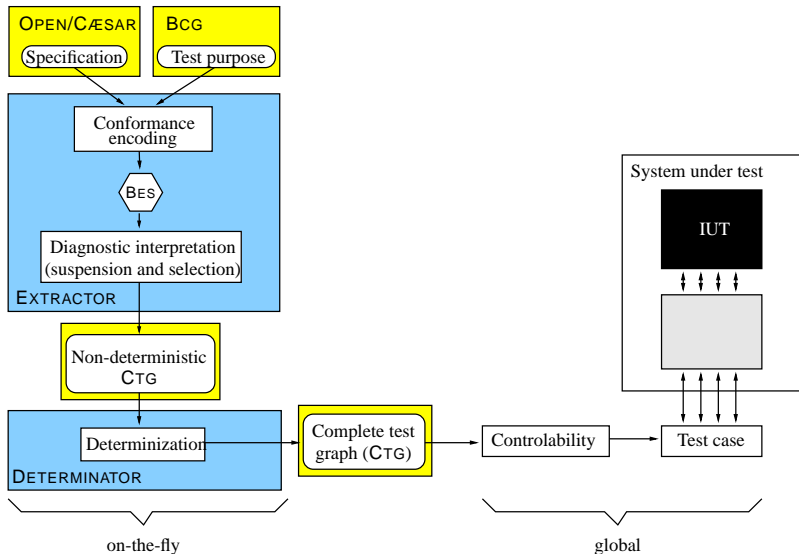 OPEN/CÆSAR
BCG
Specification
Test purpose
Conformance
encoding
BES
Diagnostic interpretation
(suspension and selection)
EXTRACTOR
Non-deterministic
CTG
Determinization
DETERMINATOR
Complete test
graph (CTG)
Controlability
Test case
System under test
IUT
on-the-fly
global